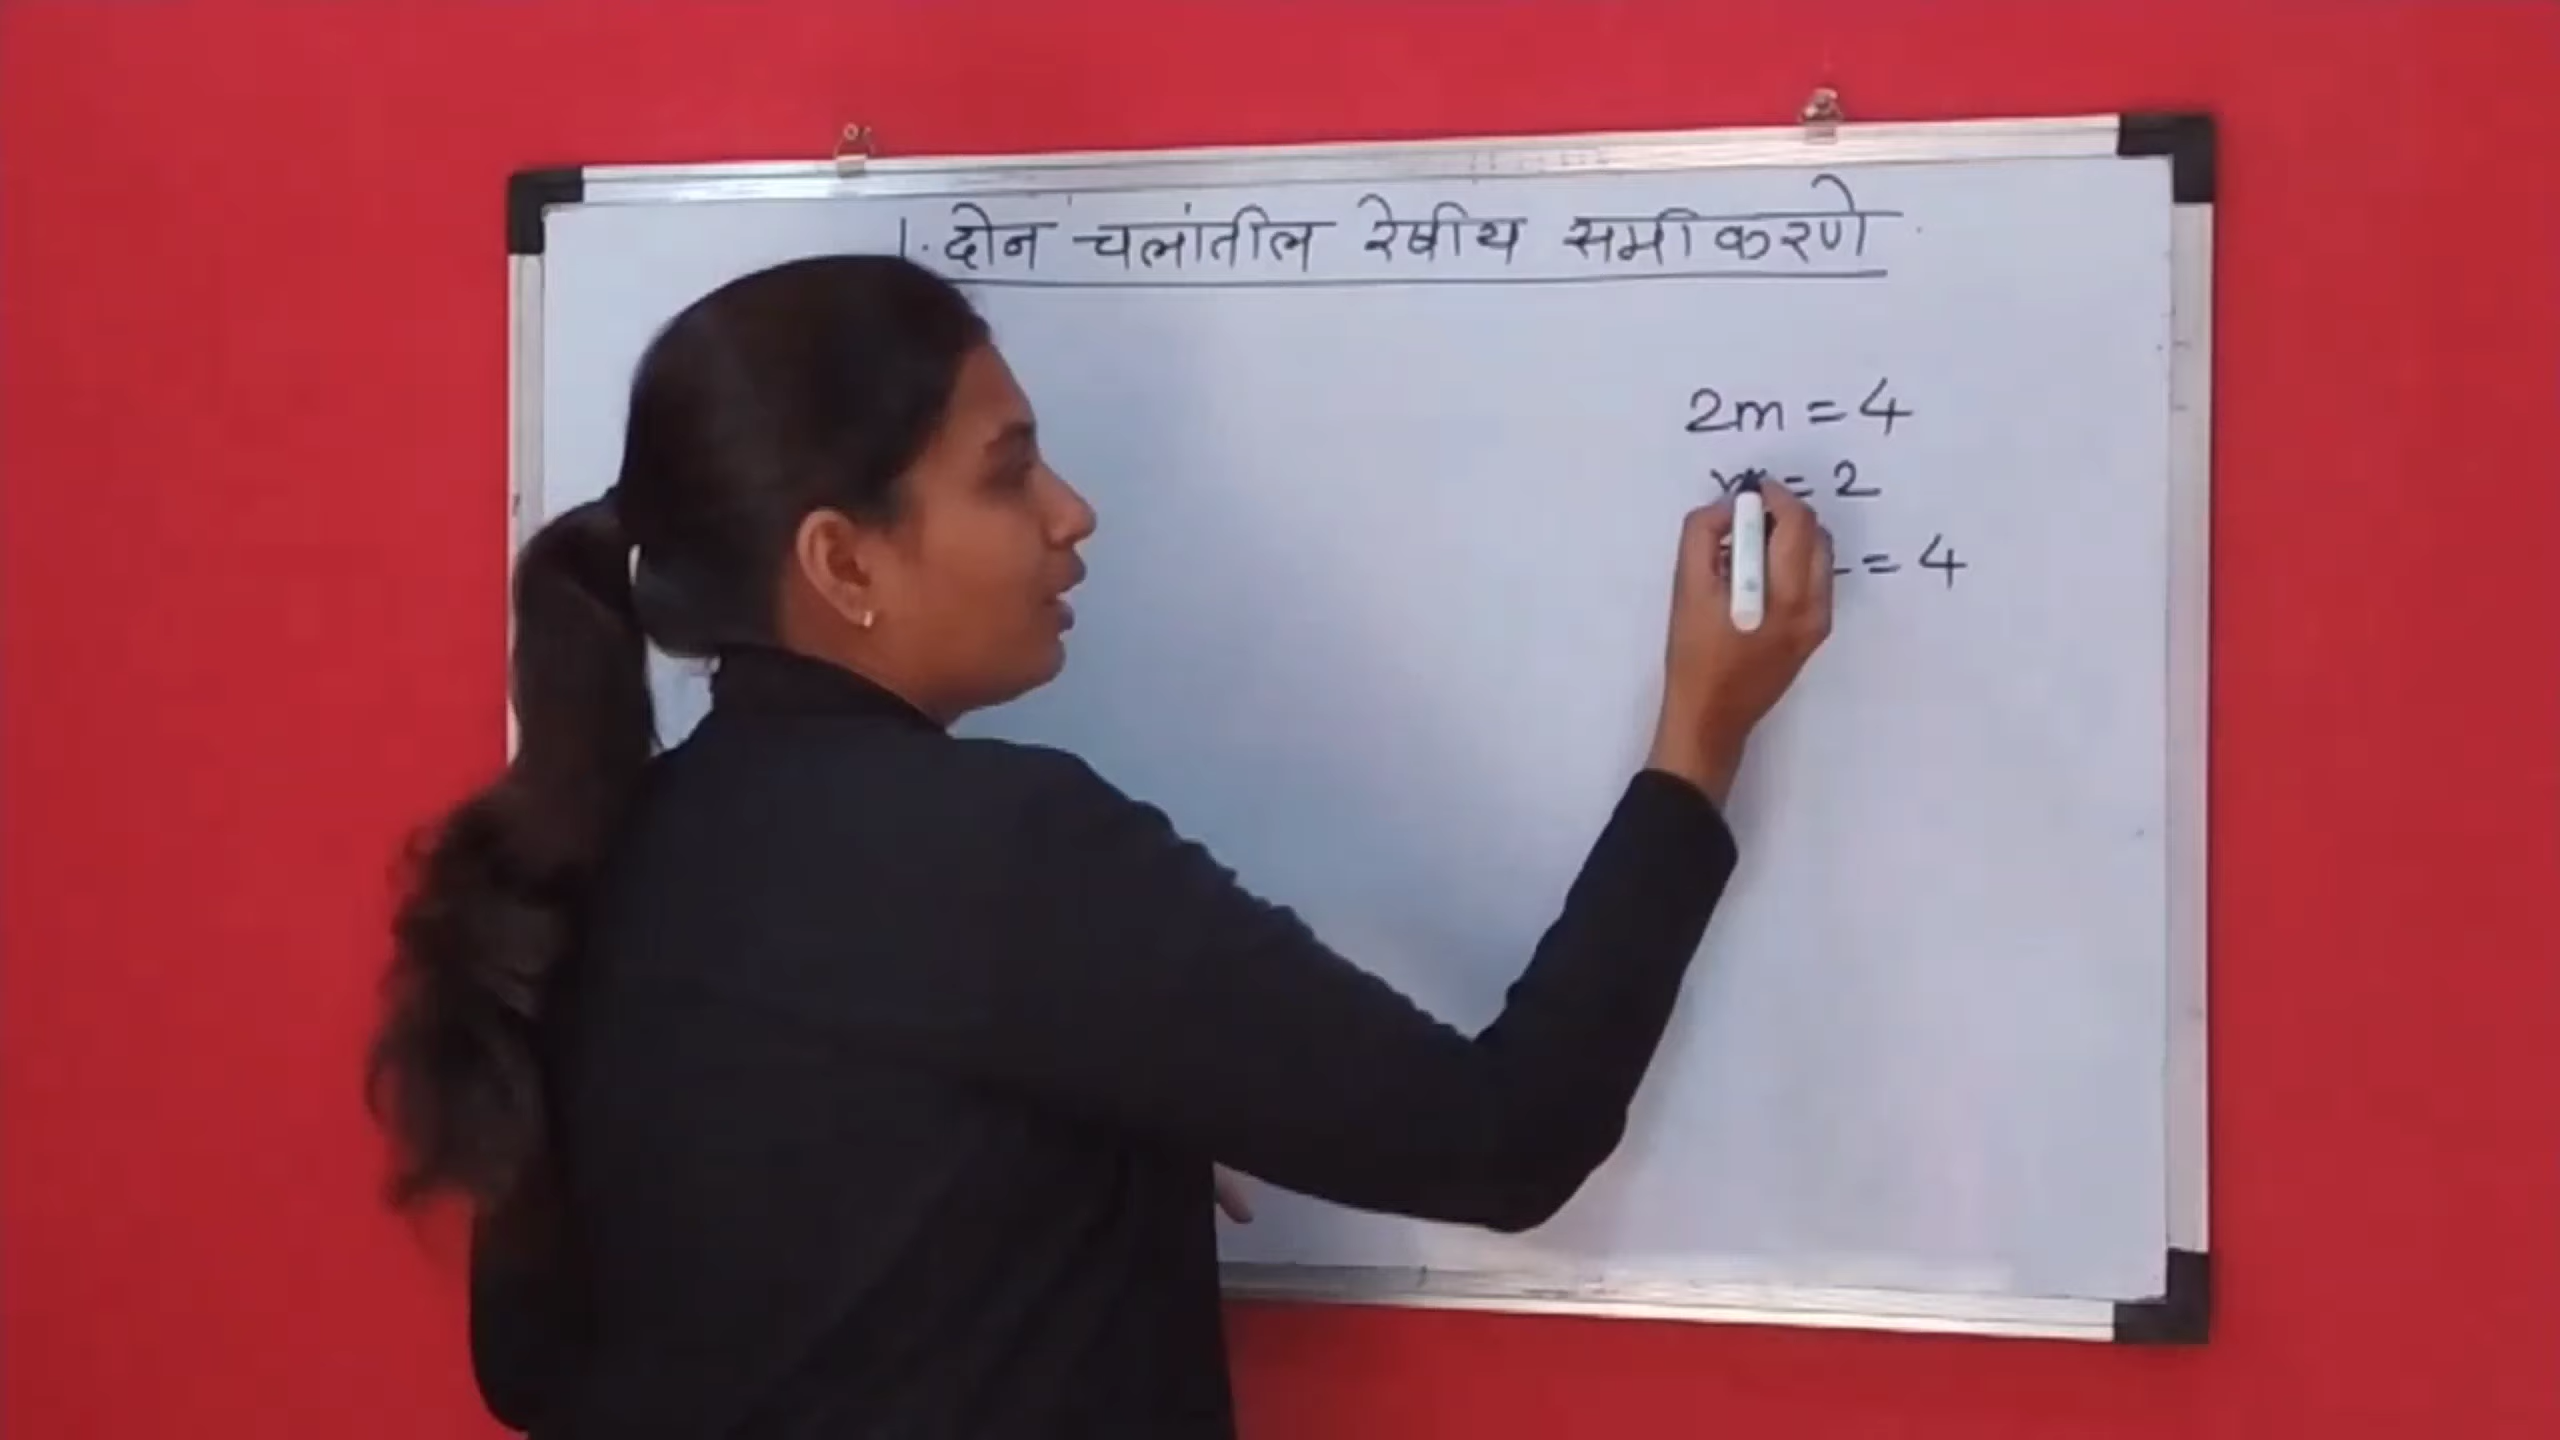 1. दोन चलांतील रेषीय समीकरणे
2m = 4
m = 2
= 4